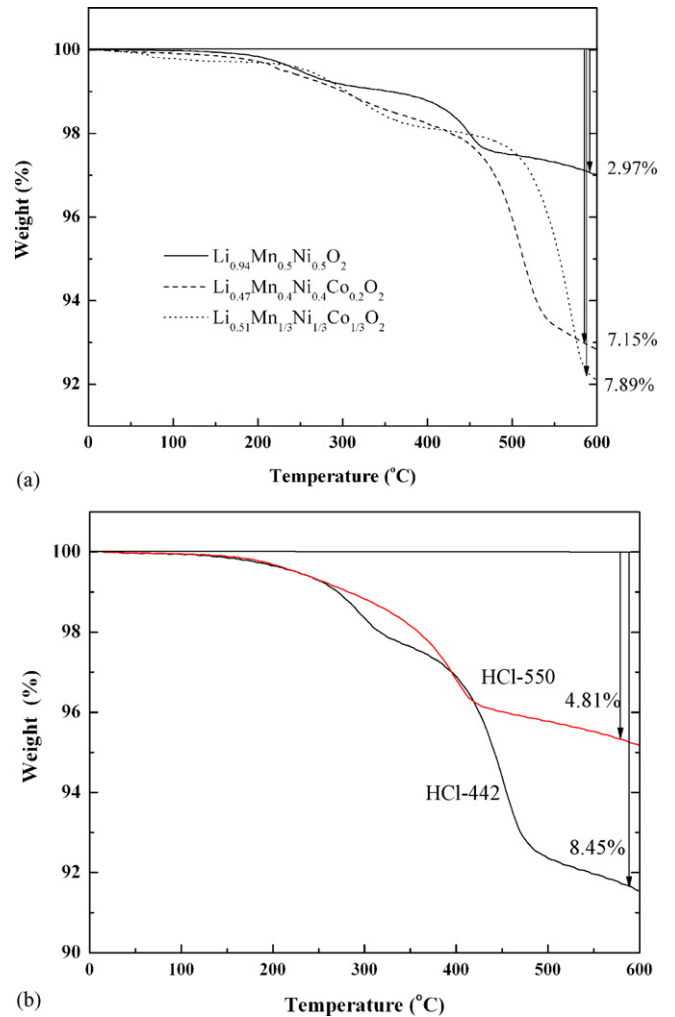 100
98
96
94
92
Weight (%)
2.97%
Li0.94Mn0.5Ni0.5O2
Li0.47Mn0.4Ni0.4Co0.2O2
Li0.51Mn1/3Ni1/3Co1/3O2
7.15%
7.89%
0 100 200 300 400 500 600
Temperature (°C)
(a)
100
98
96
94
92
90
Weight (%)
HCl-550
4.81%
HCl-442
8.45%
0 100 200 300 400 500 600
Temperature (°C)
(b)